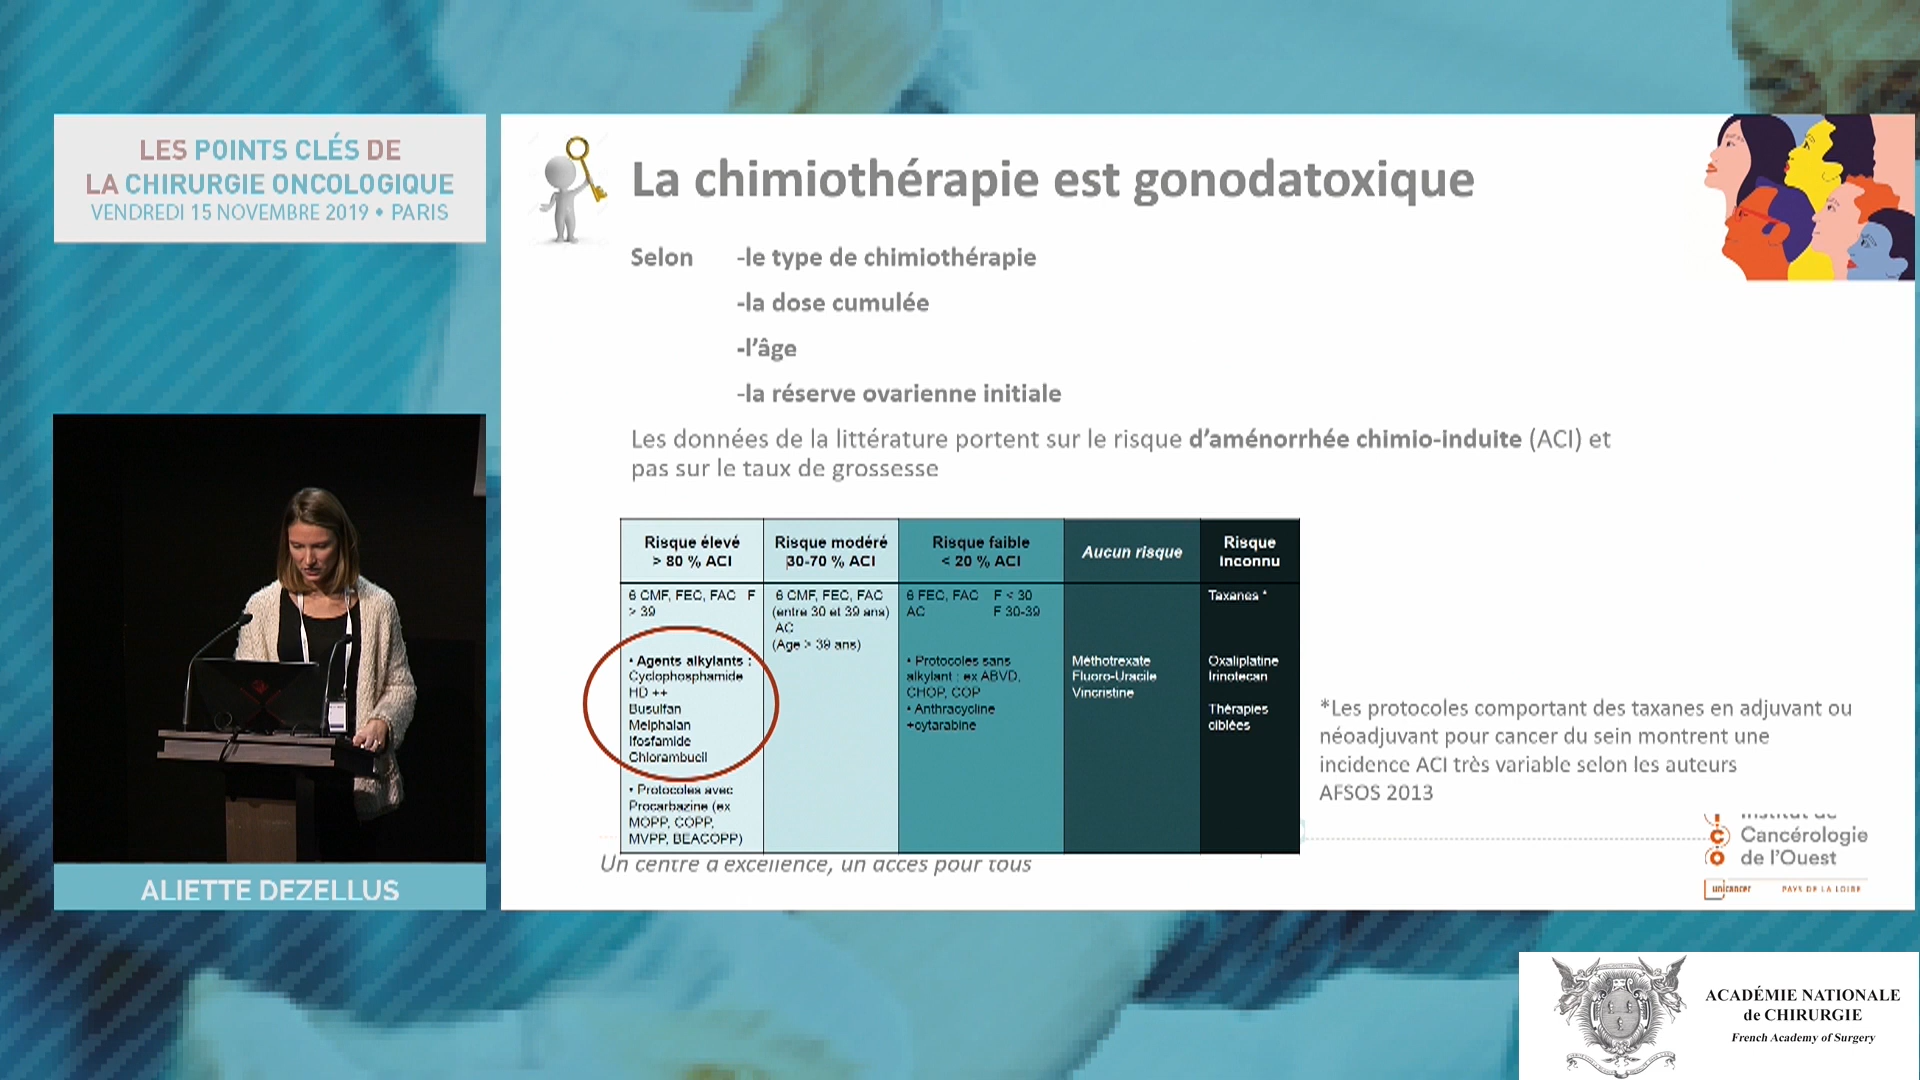 LES POINTS CLÉS DE
LA CHIRURGIE ONCOLOGIQUE
VENDREDI 15 NOVEMBRE 2019 • PARIS
ALIETTE DEZELLUS
La chimiothérapie est gonodatoxique
Selon -le type de chimiothérapie
-la dose cumulée
-l'âge
-la réserve ovarienne initiale
Les données de la littérature portent sur le risque d'aménorrhée chimio-induite (ACI) et
pas sur le taux de grossesse
Risque élevé
> 80 % ACI
6 CMF, FEC, FAC F
> 39
• Agents alkylants :
Cyclophosphamide
HD ++
Busulfan
Melphalan
Ifosfamide
Chlorambucil
• Protocoles avec
Procarbazine (ex
MOPP, COPP,
MVPP, BEACOPP)
Risque modéré
30-70 % ACI
6 CMF, FEC, FAC
(entre 30 et 39 ans)
AC
(Age > 39 ans)
Risque faible
< 20 % ACI
6 FEC, FAC F < 30
AC F 30-39
• Protocoles sans
alkylant : ex ABVD,
CHOP, COP
• Anthracycline
+cytarabine
Aucun risque
Méthotrexate
Fluoro-Uracile
Vincristine
Risque
Inconnu
Taxanes *
Oxaliplatine
Irinotecan
Thérapies
ciblées
*Les protocoles comportant des taxanes en adjuvant ou
néoadjuvant pour cancer du sein montrent une
incidence ACI très variable selon les auteurs
AFSOS 2013
Un centre d'excellence, un accès pour tous
ico
Institut de
Cancérologie
de l'Ouest
unicancer PAYS DE LA LOIRE
ACADÉMIE NATIONALE
de CHIRURGIE
French Academy of Surgery